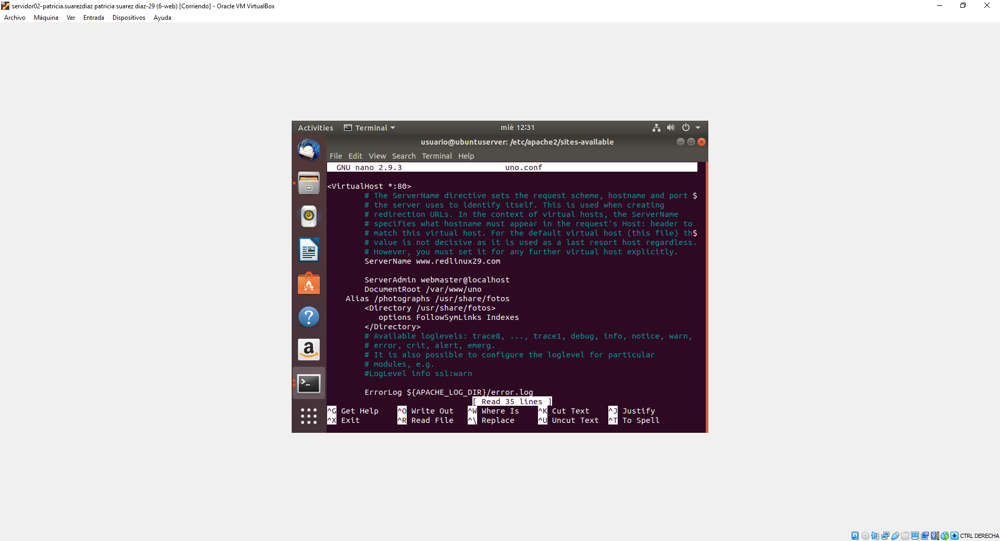 servidor02-patricia.suarezdiaz patricia suarez diaz-29 (6-web) [Corriendo] - Oracle VM VirtualBox
Archivo Máquina Ver Entrada Dispositivos Ayuda
Activities Terminal mié 12:31
usuario@ubuntuserver: /etc/apache2/sites-available
File Edit View Search Terminal Help
GNU nano 2.9.3 uno.conf
<VirtualHost *:80>
# The ServerName directive sets the request scheme, hostname and port $
# the server uses to identify itself. This is used when creating
# redirection URLs. In the context of virtual hosts, the ServerName
# specifies what hostname must appear in the request's Host: header to
# match this virtual host. For the default virtual host (this file) th$
# value is not decisive as it is used as a last resort host regardless.
# However, you must set it for any further virtual host explicitly.
ServerName www.redlinux29.com
ServerAdmin webmaster@localhost
DocumentRoot /var/www/uno
Alias /photographs /usr/share/fotos
<Directory /usr/share/fotos>
options FollowSymLinks Indexes
</Directory>
# Available loglevels: trace8, ..., trace1, debug, info, notice, warn,
# error, crit, alert, emerg.
# It is also possible to configure the loglevel for particular
# modules, e.g.
#LogLevel info ssl:warn
ErrorLog ${APACHE_LOG_DIR}/error.log
[ Read 35 lines ]
^G Get Help ^O Write Out ^W Where Is ^K Cut Text ^J Justify
^X Exit ^R Read File ^\ Replace ^U Uncut Text ^T To Spell
CTRL DERECHA